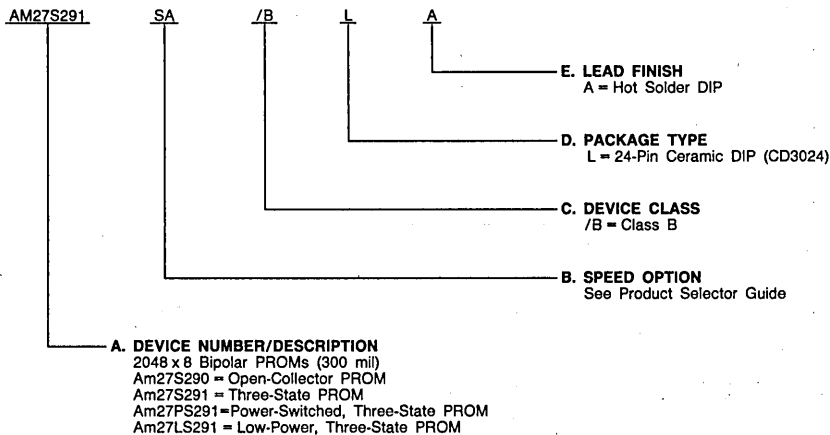 AM27S291 SA /B L A
E. LEAD FINISH
A = Hot Solder DIP
D. PACKAGE TYPE
L = 24-Pin Ceramic DIP (CD3024)
C. DEVICE CLASS
/B = Class B
B. SPEED OPTION
See Product Selector Guide
A. DEVICE NUMBER/DESCRIPTION
2048 x 8 Bipolar PROMs (300 mil)
Am27S290 = Open-Collector PROM
Am27S291 = Three-State PROM
Am27PS291=Power-Switched, Three-State PROM
Am27LS291 = Low-Power, Three-State PROM